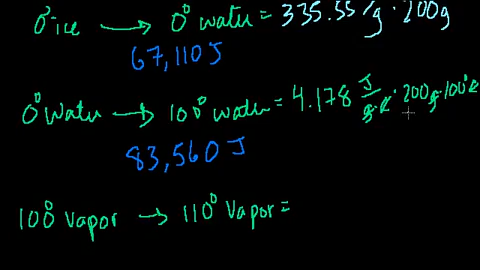 0° ice → 0° water = 335.55 J/g · 200g
67,110 J
0° Water → 100° water = 4.178 J/g·K · 200g · 100°K
83,560 J
100° Vapor → 110° Vapor =